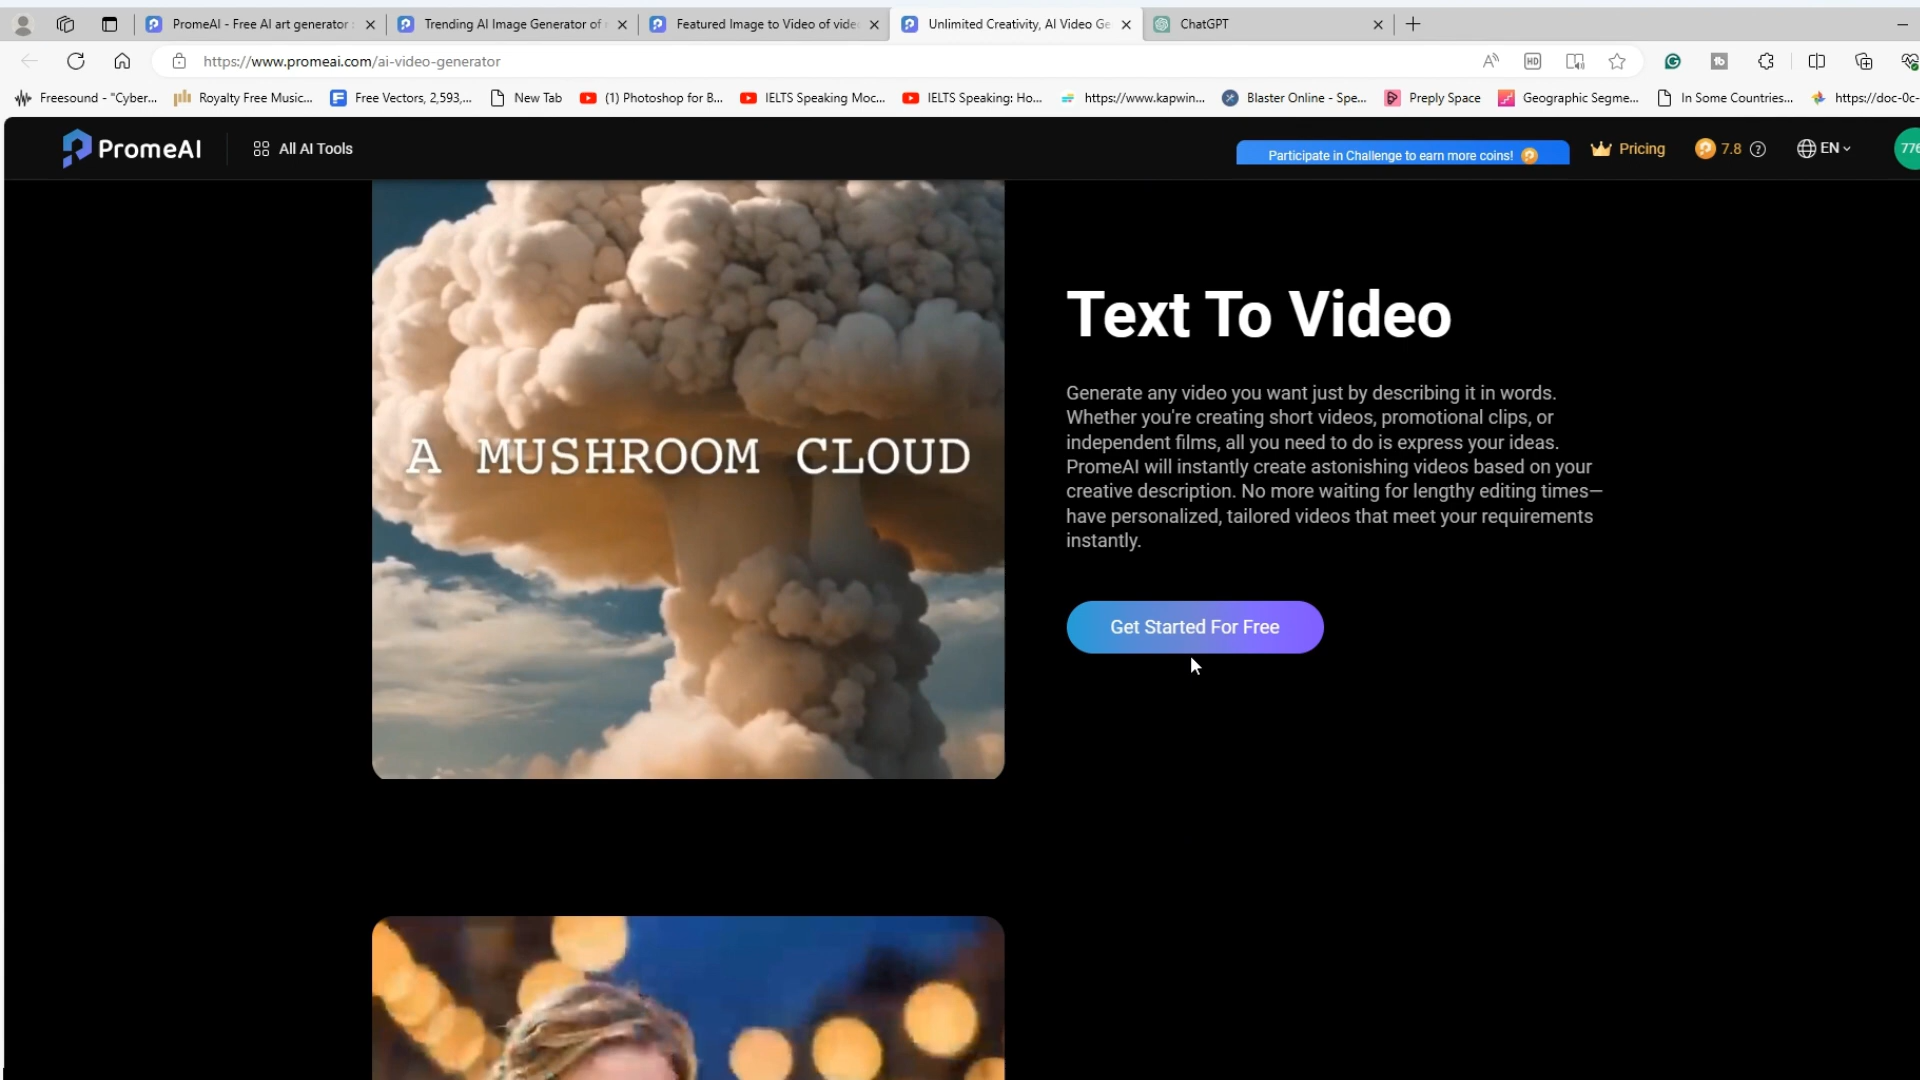 PromeAI - Free AI art generator
Trending AI Image Generator of
Featured Image to Video of vide
Unlimited Creativity, AI Video Ge
ChatGPT
https://www.promeai.com/ai-video-generator
HD
Freesound - "Cyber...
Royalty Free Music...
Free Vectors, 2,593,...
New Tab
(1) Photoshop for B...
IELTS Speaking Moc...
IELTS Speaking: Ho...
https://www.kapwin...
Blaster Online - Spe...
Preply Space
Geographic Segme...
In Some Countries...
https://doc-0c-
PromeAI
All AI Tools
Participate in Challenge to earn more coins!
Pricing
7.8
EN
776
A MUSHROOM CLOUD
Text To Video
Generate any video you want just by describing it in words.
Whether you're creating short videos, promotional clips, or
independent films, all you need to do is express your ideas.
PromeAI will instantly create astonishing videos based on your
creative description. No more waiting for lengthy editing times—
have personalized, tailored videos that meet your requirements
instantly.
Get Started For Free